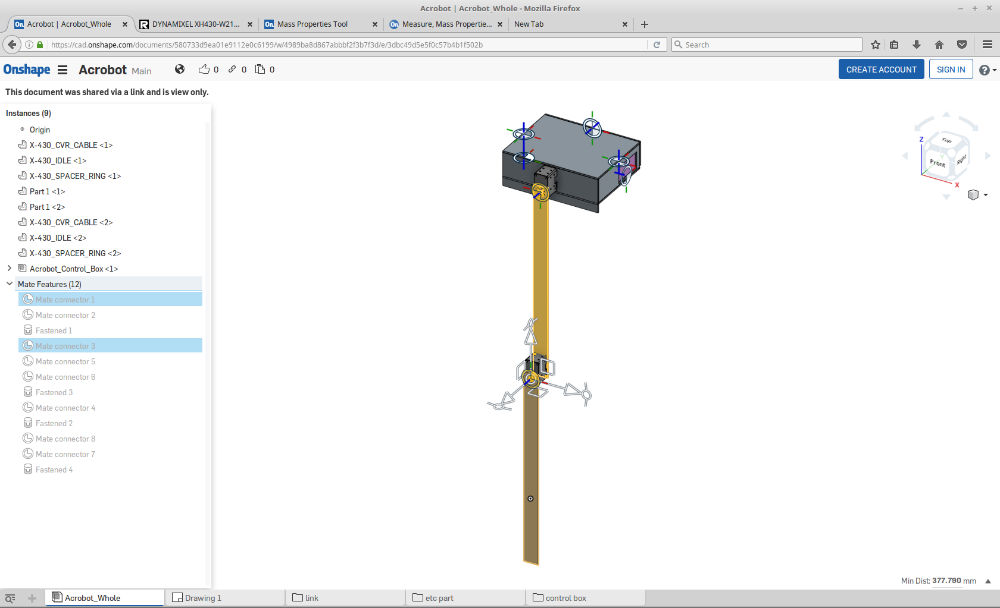 Acrobot | Acrobot_Whole - Mozilla Firefox
Acrobot | Acrobot_Whole
DYNAMIXEL XH430-W21...
Mass Properties Tool
Measure, Mass Propertie...
New Tab
https://cad.onshape.com/documents/580733d9ea01e9112e0c6199/w/4989ba8d867abbbf2f3b7f3d/e/3dbc49d5e5f0c57b4b1f502b
Search
Onshape
Acrobot Main
0
0
0
CREATE ACCOUNT
SIGN IN
This document was shared via a link and is view only.
Instances (9)
Origin
X-430_CVR_CABLE <1>
X-430_IDLE <1>
X-430_SPACER_RING <1>
Part 1 <1>
Part 1 <2>
X-430_CVR_CABLE <2>
X-430_IDLE <2>
X-430_SPACER_RING <2>
Acrobot_Control_Box <1>
Mate Features (12)
Mate connector 1
Mate connector 2
Fastened 1
Mate connector 3
Mate connector 5
Mate connector 6
Fastened 3
Mate connector 4
Fastened 2
Mate connector 8
Mate connector 7
Fastened 4
Z
Top
Y
Front
Right
X
Min Dist: 377.790 mm
Acrobot_Whole
Drawing 1
link
etc part
control box